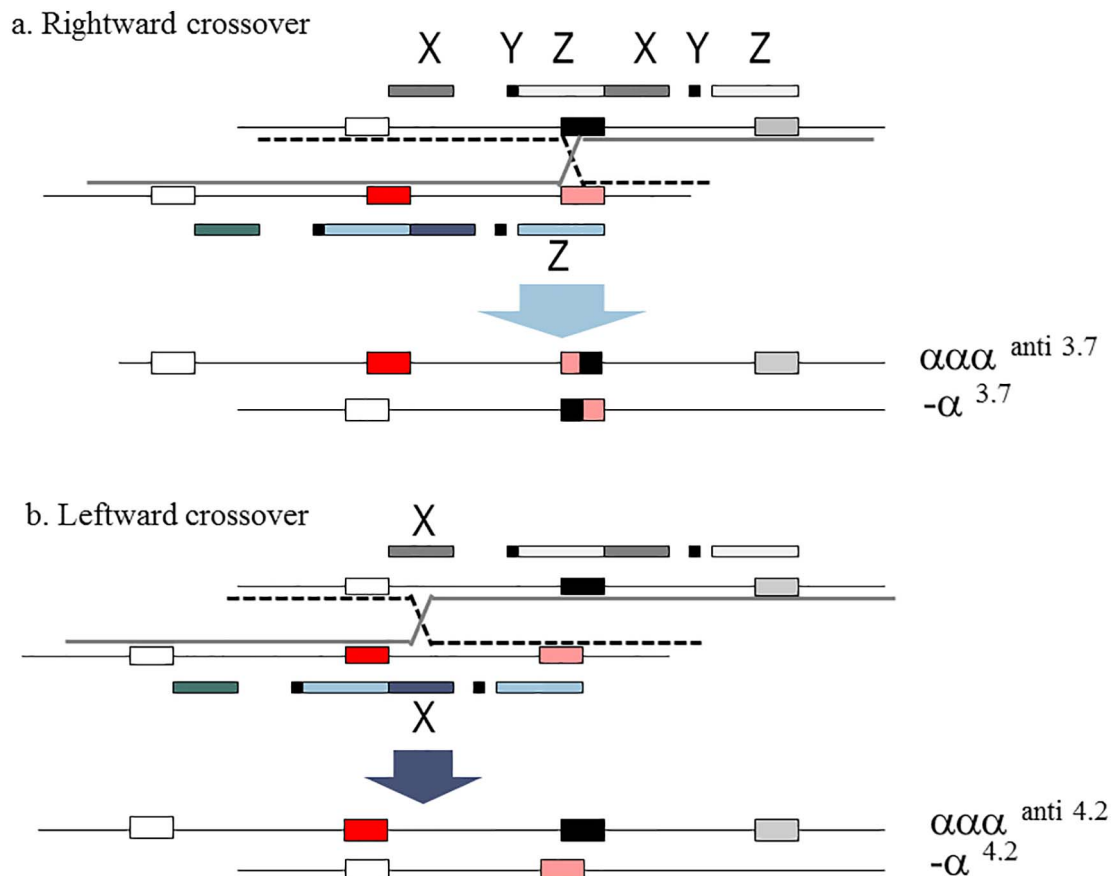 a. Rightward crossover
X Y Z X Y Z
Z
ααα anti 3.7
-α 3.7
b. Leftward crossover
X
X
ααα anti 4.2
-α 4.2